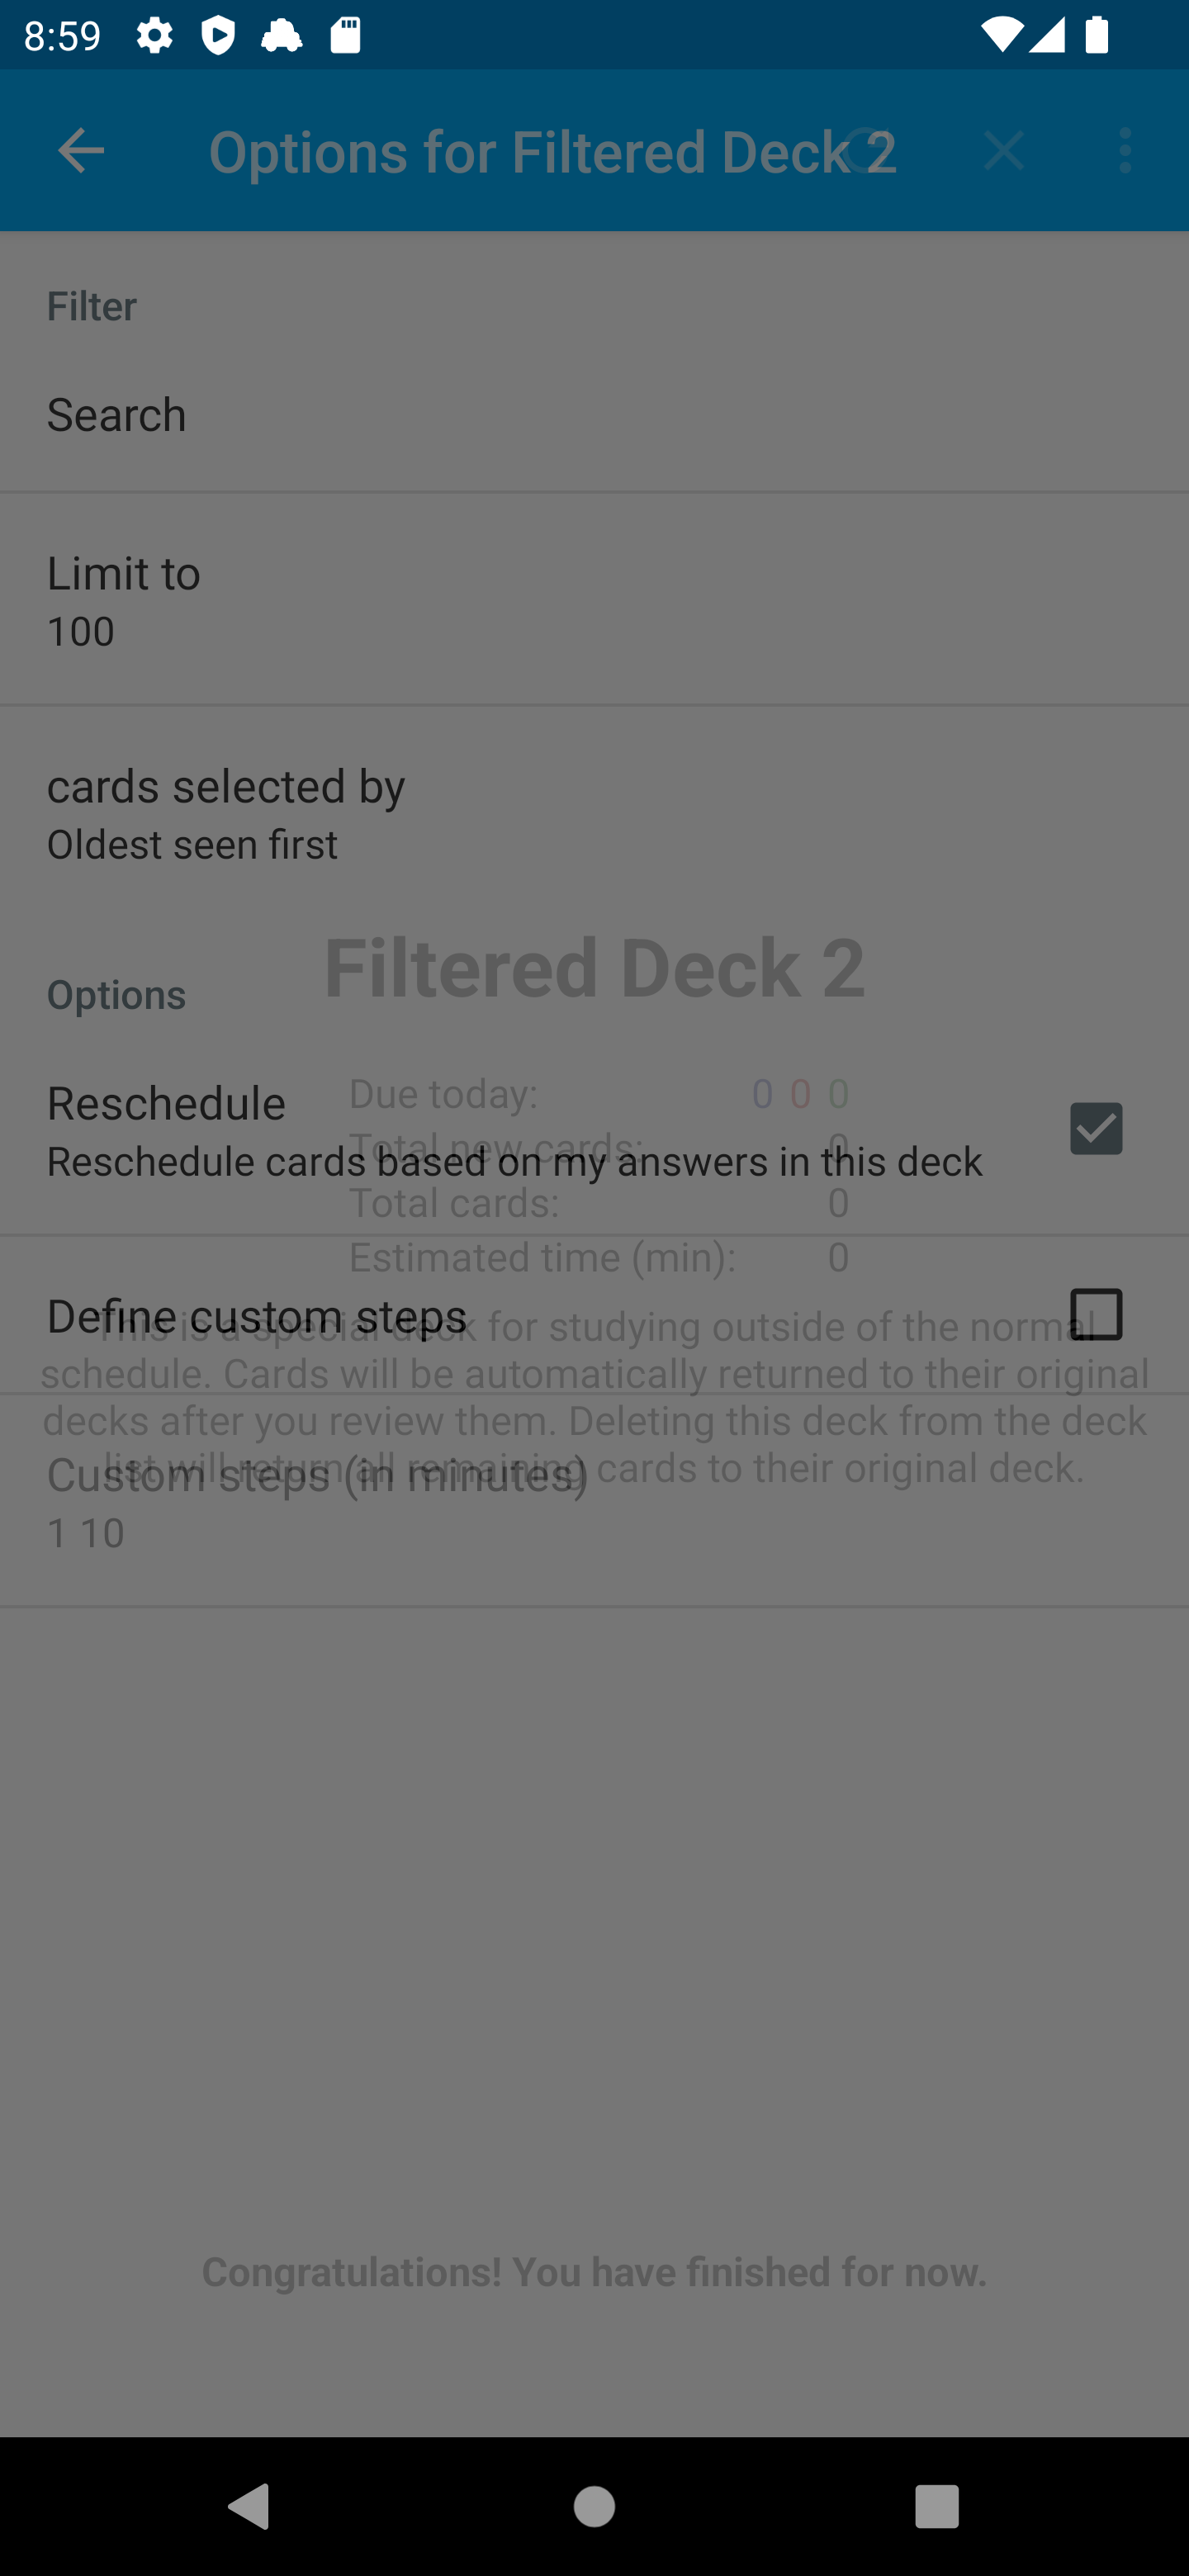 8:59
Options for Filtered Deck 2
Filter
Search
Limit to
100
cards selected by
Oldest seen first
Filtered Deck 2
Options
Due today: 0 0 0
Reschedule
Total new cards: 0
Reschedule cards based on my answers in this deck
Total cards: 0
Estimated time (min): 0
Define custom steps
This is a special deck for studying outside of the normal
schedule. Cards will be automatically returned to their original
decks after you review them. Deleting this deck from the deck
list will return all remaining cards to their original deck.
Custom steps (in minutes)
1 10
Congratulations! You have finished for now.